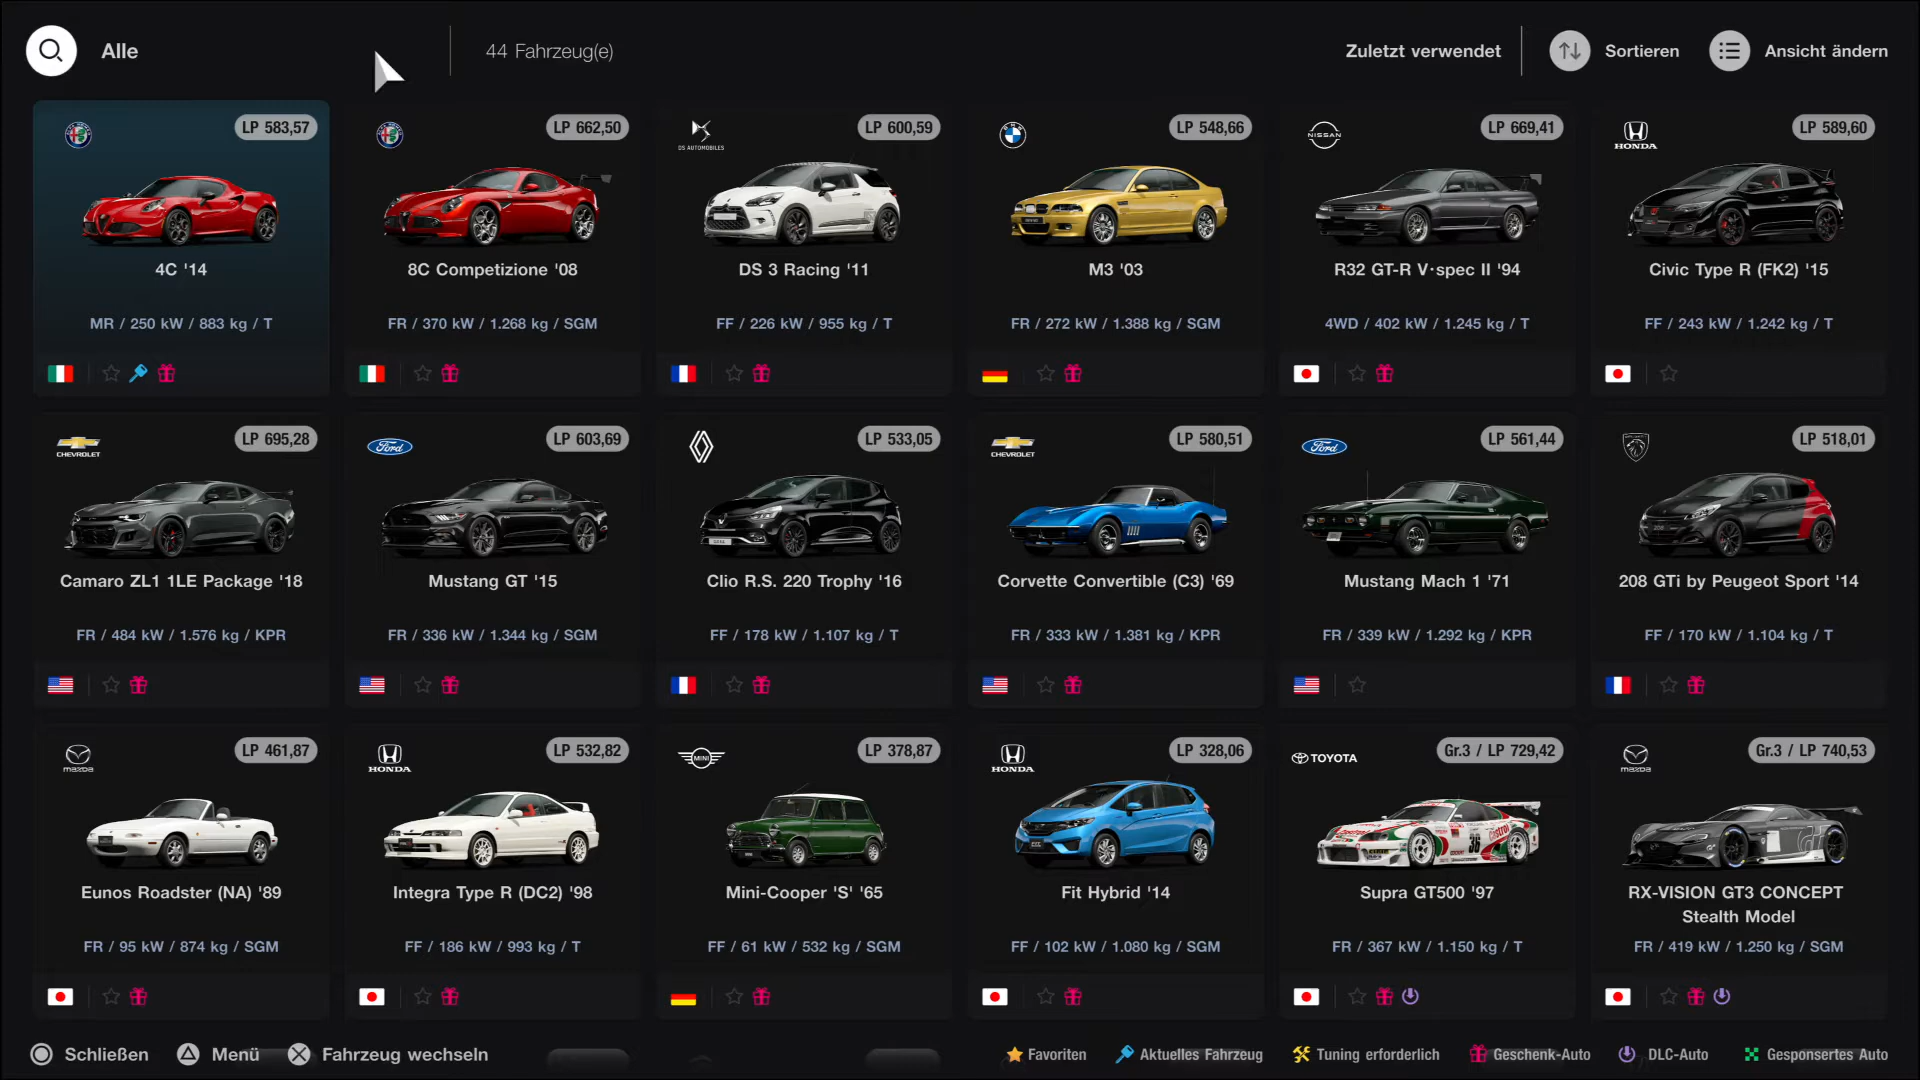 Alle
44 Fahrzeug(e)
Zuletzt verwendet
Sortieren
Ansicht ändern
LP 583,57
4C '14
MR / 250 kW / 883 kg / T
LP 662,50
8C Competizione '08
FR / 370 kW / 1.268 kg / SGM
DS AUTOMOBILES
LP 600,59
DS 3 Racing '11
FF / 226 kW / 955 kg / T
LP 548,66
M3 '03
FR / 272 kW / 1.388 kg / SGM
NISSAN
LP 669,41
R32 GT-R V·spec II '94
4WD / 402 kW / 1.245 kg / T
HONDA
LP 589,60
Civic Type R (FK2) '15
FF / 243 kW / 1.242 kg / T
CHEVROLET
LP 695,28
Camaro ZL1 1LE Package '18
FR / 484 kW / 1.576 kg / KPR
Ford
LP 603,69
Mustang GT '15
FR / 336 kW / 1.344 kg / SGM
LP 533,05
Clio R.S. 220 Trophy '16
FF / 178 kW / 1.107 kg / T
CHEVROLET
LP 580,51
Corvette Convertible (C3) '69
FR / 333 kW / 1.381 kg / KPR
Ford
LP 561,44
Mustang Mach 1 '71
FR / 339 kW / 1.292 kg / KPR
LP 518,01
208 GTi by Peugeot Sport '14
FF / 170 kW / 1.104 kg / T
mazda
LP 461,87
Eunos Roadster (NA) '89
FR / 95 kW / 874 kg / SGM
HONDA
LP 532,82
Integra Type R (DC2) '98
FF / 186 kW / 993 kg / T
MINI
LP 378,87
Mini-Cooper 'S' '65
FF / 61 kW / 532 kg / SGM
HONDA
LP 328,06
Fit Hybrid '14
FF / 102 kW / 1.080 kg / SGM
TOYOTA
Gr.3 / LP 729,42
Castrol
36
Supra GT500 '97
FR / 367 kW / 1.150 kg / T
mazda
Gr.3 / LP 740,53
RX-VISION GT3 CONCEPT
Stealth Model
FR / 419 kW / 1.250 kg / SGM
Schließen
Menü
Fahrzeug wechseln
Favoriten
Aktuelles Fahrzeug
Tuning erforderlich
Geschenk-Auto
DLC-Auto
Gesponsertes Auto